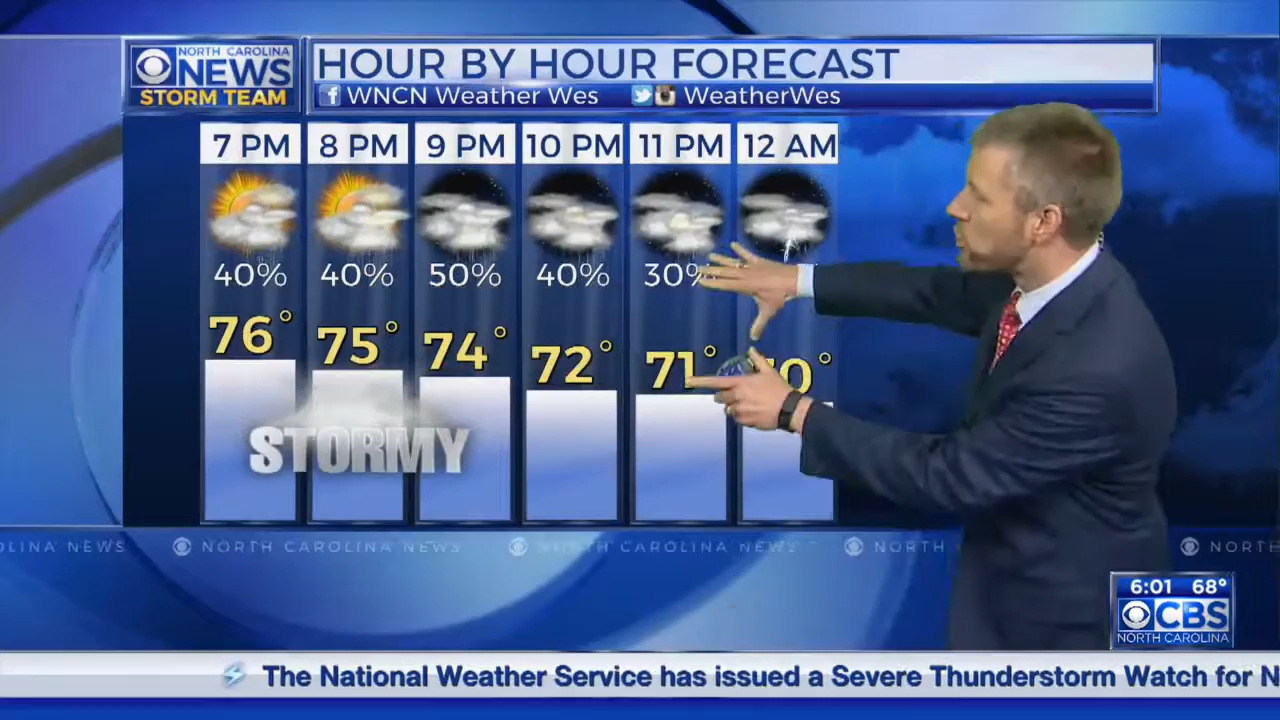 NORTH CAROLINA
NEWS
STORM TEAM
HOUR BY HOUR FORECAST
WNCN Weather Wes WeatherWes
7 PM 8 PM 9 PM 10 PM 11 PM 12 AM
40% 40% 50% 40% 30%
76° 75° 74° 72° 71°
STORMY
NEWS NORTH CAROLINA NEWS NORTH CAROLINA NEWS NORTH NORTH
6:01 68°
CBS
NORTH CAROLINA
The National Weather Service has issued a Severe Thunderstorm Watch for N